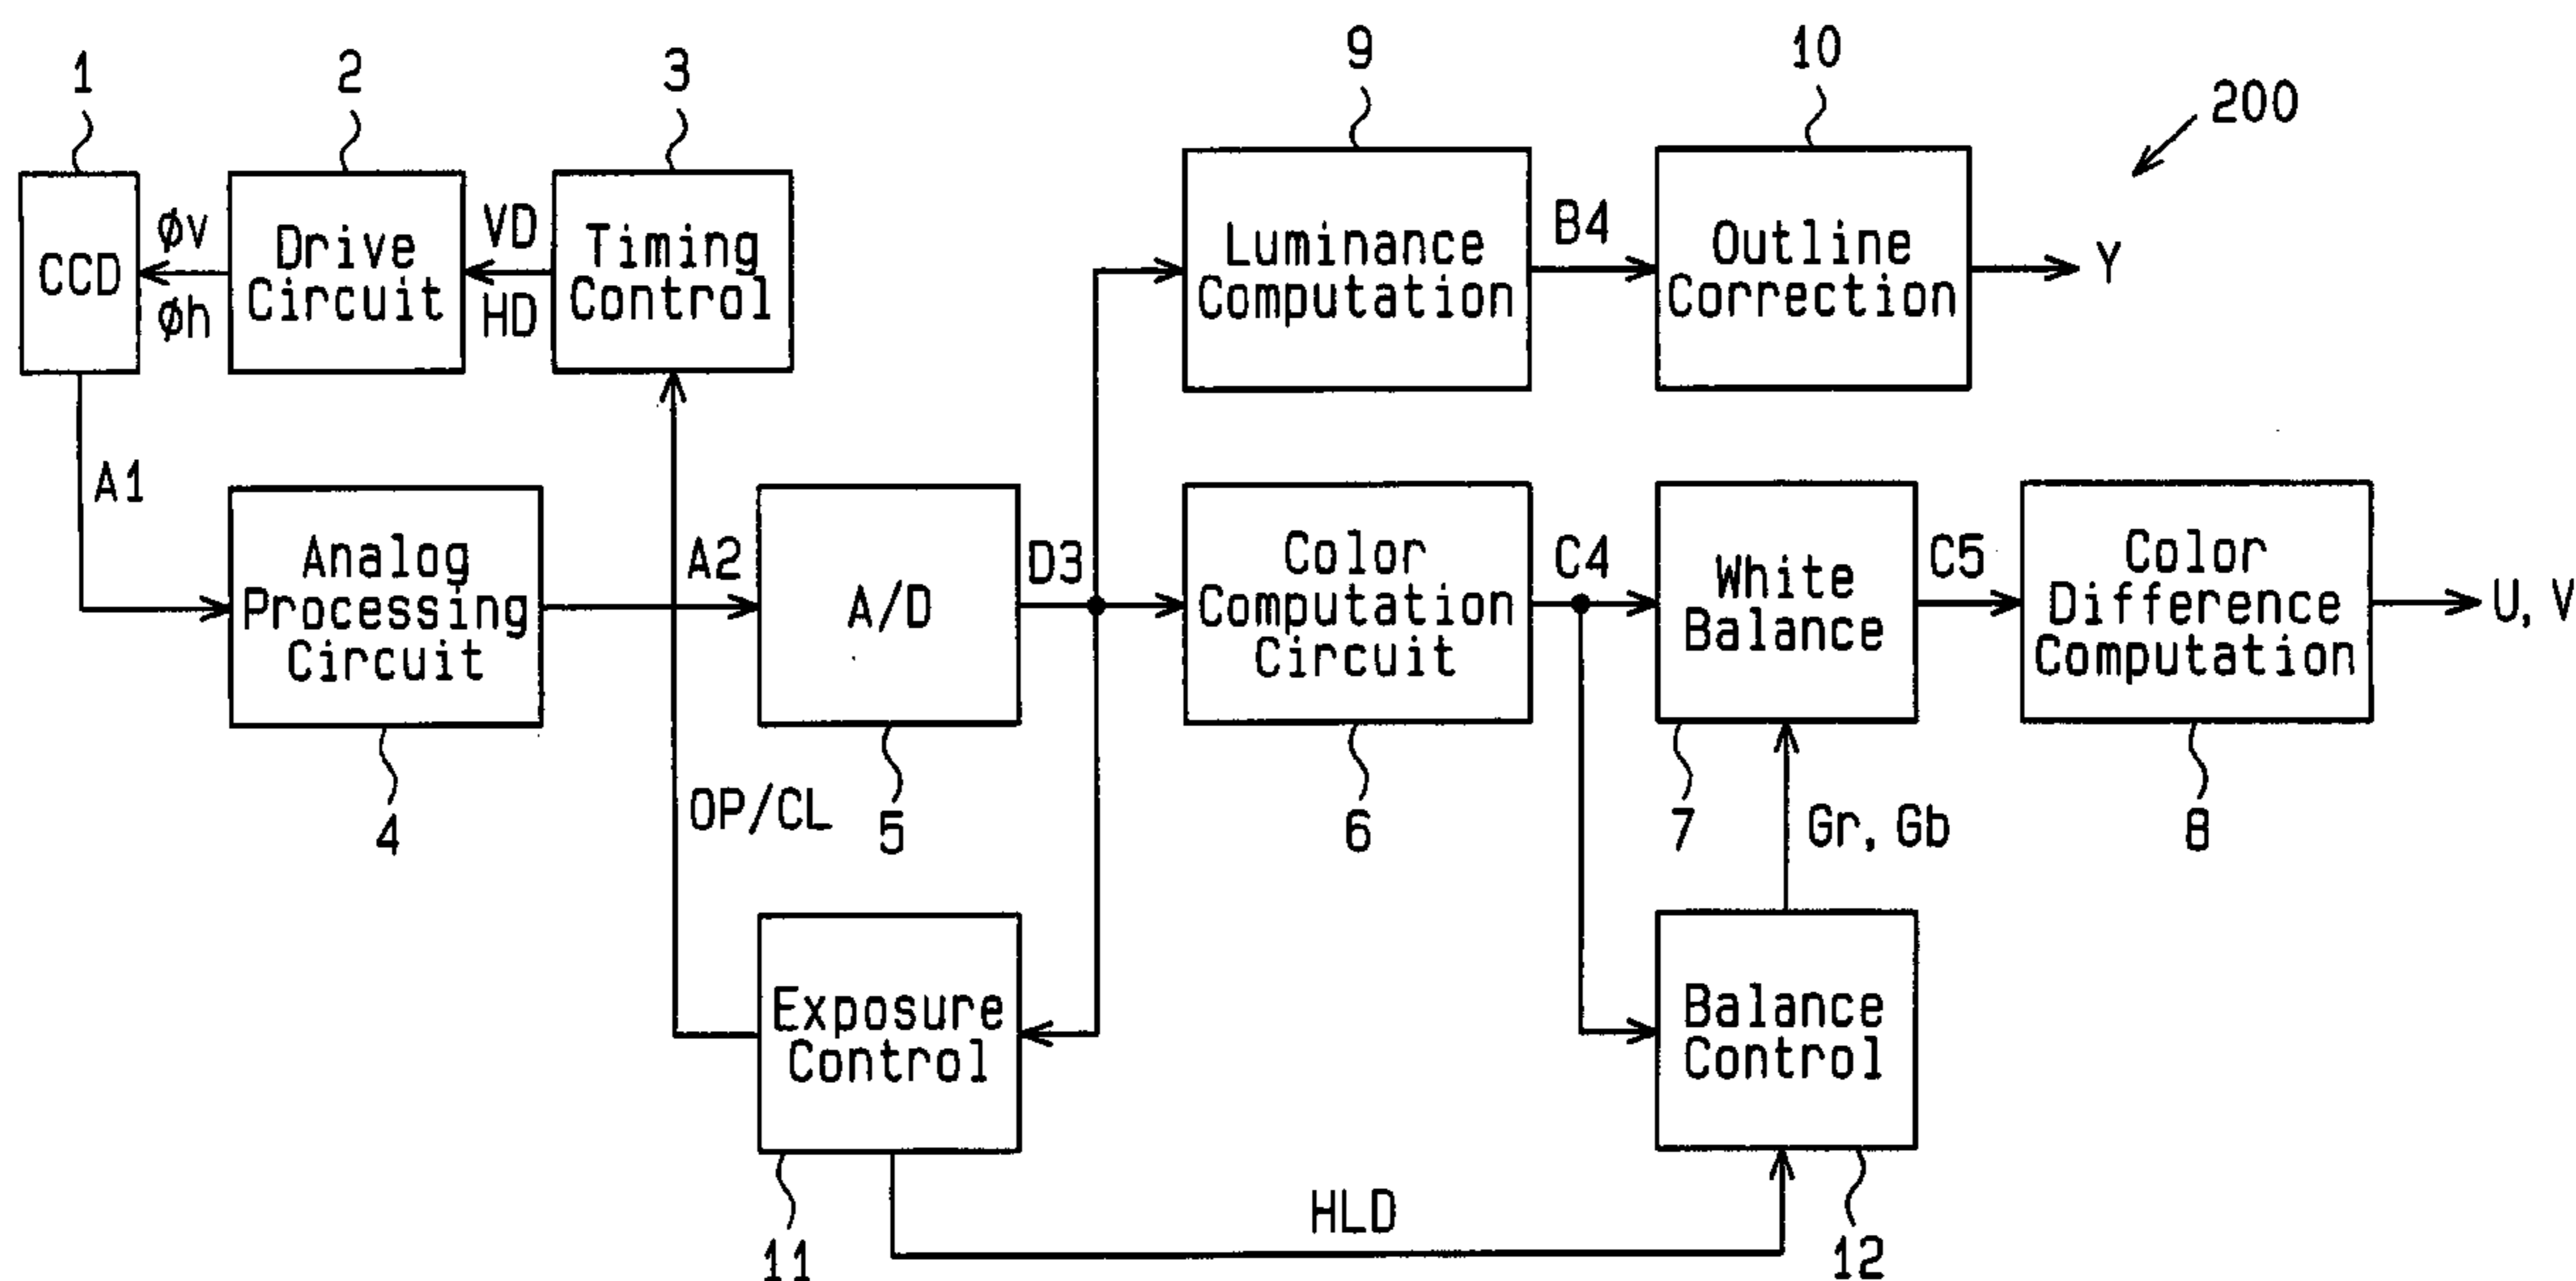 1
2
3
9
10
200
CCD
øv
øh
Drive
Circuit
VD
HD
Timing
Control
Luminance
Computation
B4
Outline
Correction
Y
A1
Analog
Processing
Circuit
A2
A/D
D3
Color
Computation
Circuit
C4
White
Balance
C5
Color
Difference
Computation
U, V
4
OP/CL
5
6
7
Gr, Gb
8
Exposure
Control
Balance
Control
HLD
11
12